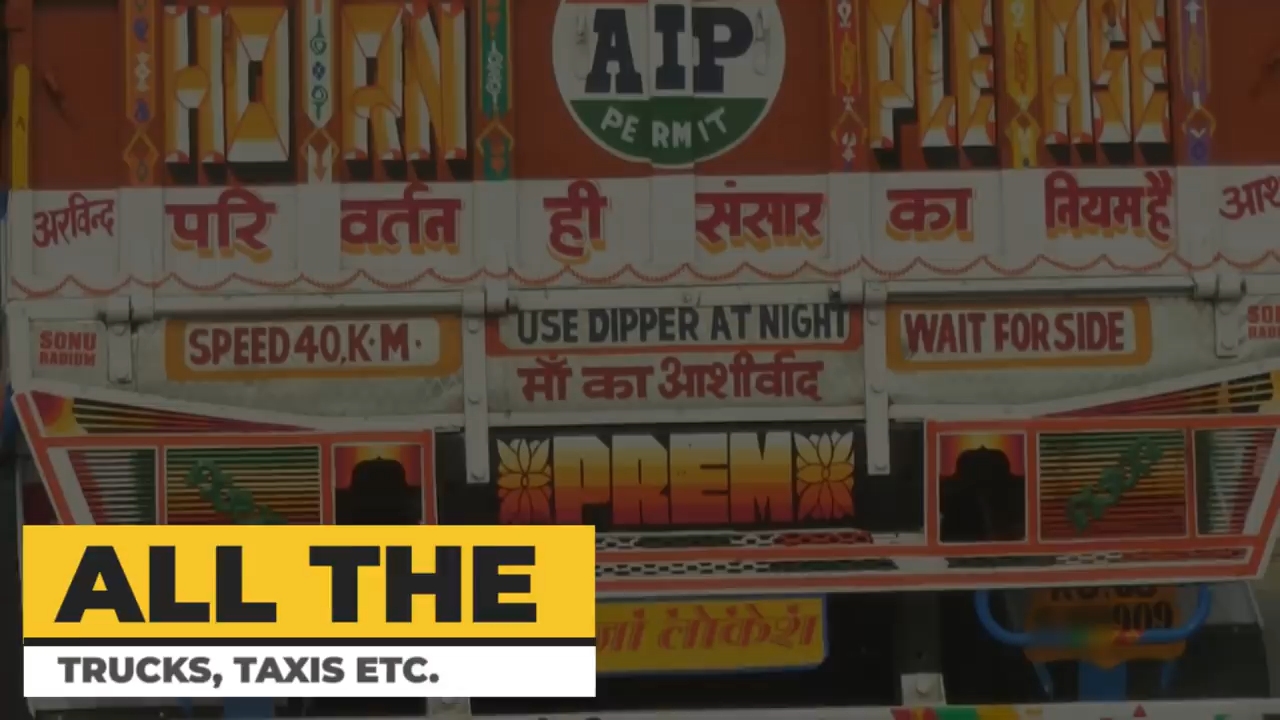 HORN AIP PLEASE
PERMIT
अरविन्द परि वर्तन ही संसार का नियम है
SONU
RADIUM
SPEED 40,K·M·
USE DIPPER AT NIGHT
WAIT FOR SIDE
माँ का आशीर्वाद
PREM
ALL THE
TRUCKS, TAXIS ETC.
909